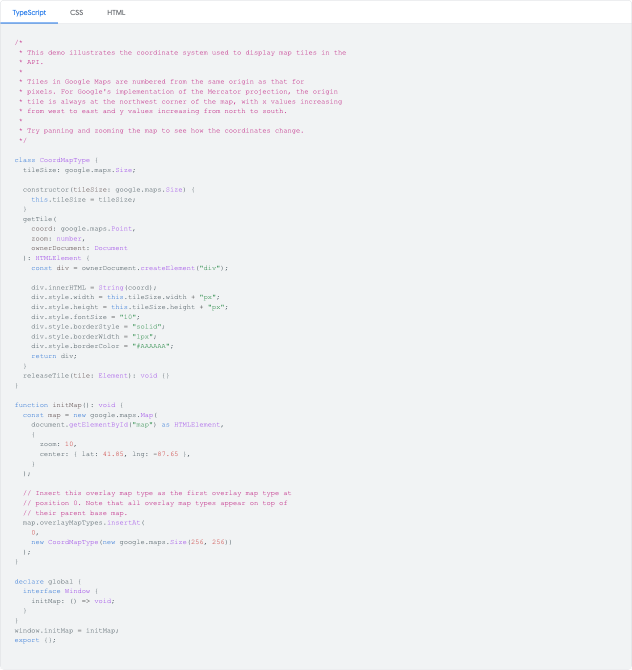 TypeScript CSS HTML
/*
 * This demo illustrates the coordinate system used to display map tiles in the
 * API.
 *
 * Tiles in Google Maps are numbered from the same origin as that for
 * pixels. For Google's implementation of the Mercator projection, the origin
 * tile is always at the northwest corner of the map, with x values increasing
 * from west to east and y values increasing from north to south.
 *
 * Try panning and zooming the map to see how the coordinates change.
 */
class CoordMapType {
  tileSize: google.maps.Size;
  constructor(tileSize: google.maps.Size) {
    this.tileSize = tileSize;
  }
  getTile(
    coord: google.maps.Point,
    zoom: number,
    ownerDocument: Document
  ): HTMLElement {
    const div = ownerDocument.createElement("div");
    div.innerHTML = String(coord);
    div.style.width = this.tileSize.width + "px";
    div.style.height = this.tileSize.height + "px";
    div.style.fontSize = "10";
    div.style.borderStyle = "solid";
    div.style.borderWidth = "1px";
    div.style.borderColor = "#AAAAAA";
    return div;
  }
  releaseTile(tile: Element): void {}
}
function initMap(): void {
  const map = new google.maps.Map(
    document.getElementById("map") as HTMLElement,
    {
      zoom: 10,
      center: { lat: 41.85, lng: -87.65 },
    }
  );
  // Insert this overlay map type as the first overlay map type at
  // position 0. Note that all overlay map types appear on top of
  // their parent base map.
  map.overlayMapTypes.insertAt(
    0,
    new CoordMapType(new google.maps.Size(256, 256))
  );
}
declare global {
  interface Window {
    initMap: () => void;
  }
}
window.initMap = initMap;
export {};